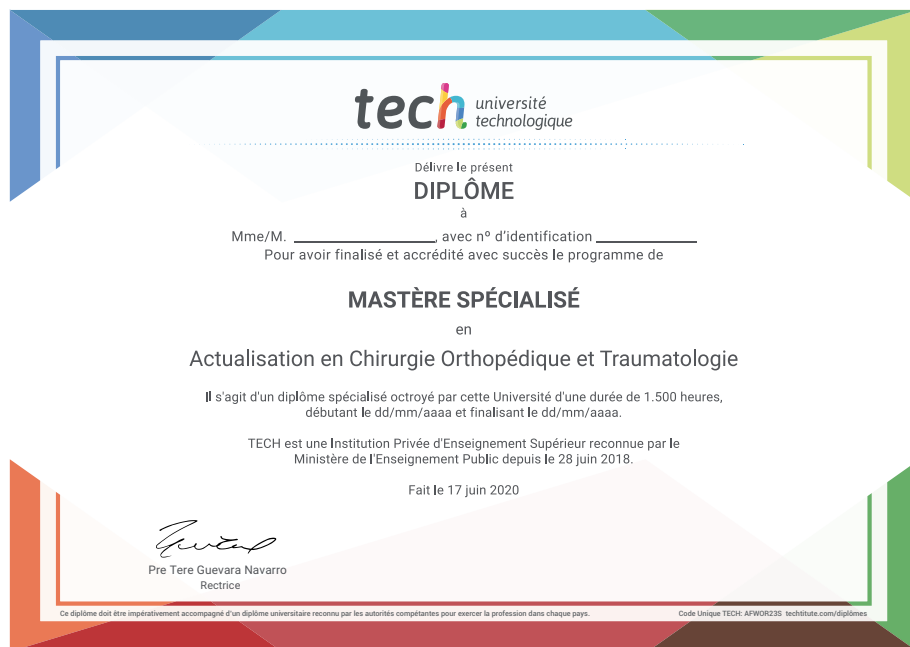 tech université
technologique
Délivre le présent
DIPLÔME
à
Mme/M. ____________, avec nº d'identification ____________
Pour avoir finalisé et accrédité avec succès le programme de
MASTÈRE SPÉCIALISÉ
en
Actualisation en Chirurgie Orthopédique et Traumatologie
Il s'agit d'un diplôme spécialisé octroyé par cette Université d'une durée de 1.500 heures,
débutant le dd/mm/aaaa et finalisant le dd/mm/aaaa.
TECH est une Institution Privée d'Enseignement Supérieur reconnue par le
Ministère de l'Enseignement Public depuis le 28 juin 2018.
Fait le 17 juin 2020
Pre Tere Guevara Navarro
Rectrice
Ce diplôme doit être impérativement accompagné d'un diplôme universitaire reconnu par les autorités compétantes pour exercer la profession dans chaque pays. Code Unique TECH: AFWOR23S techtitute.com/diplômes